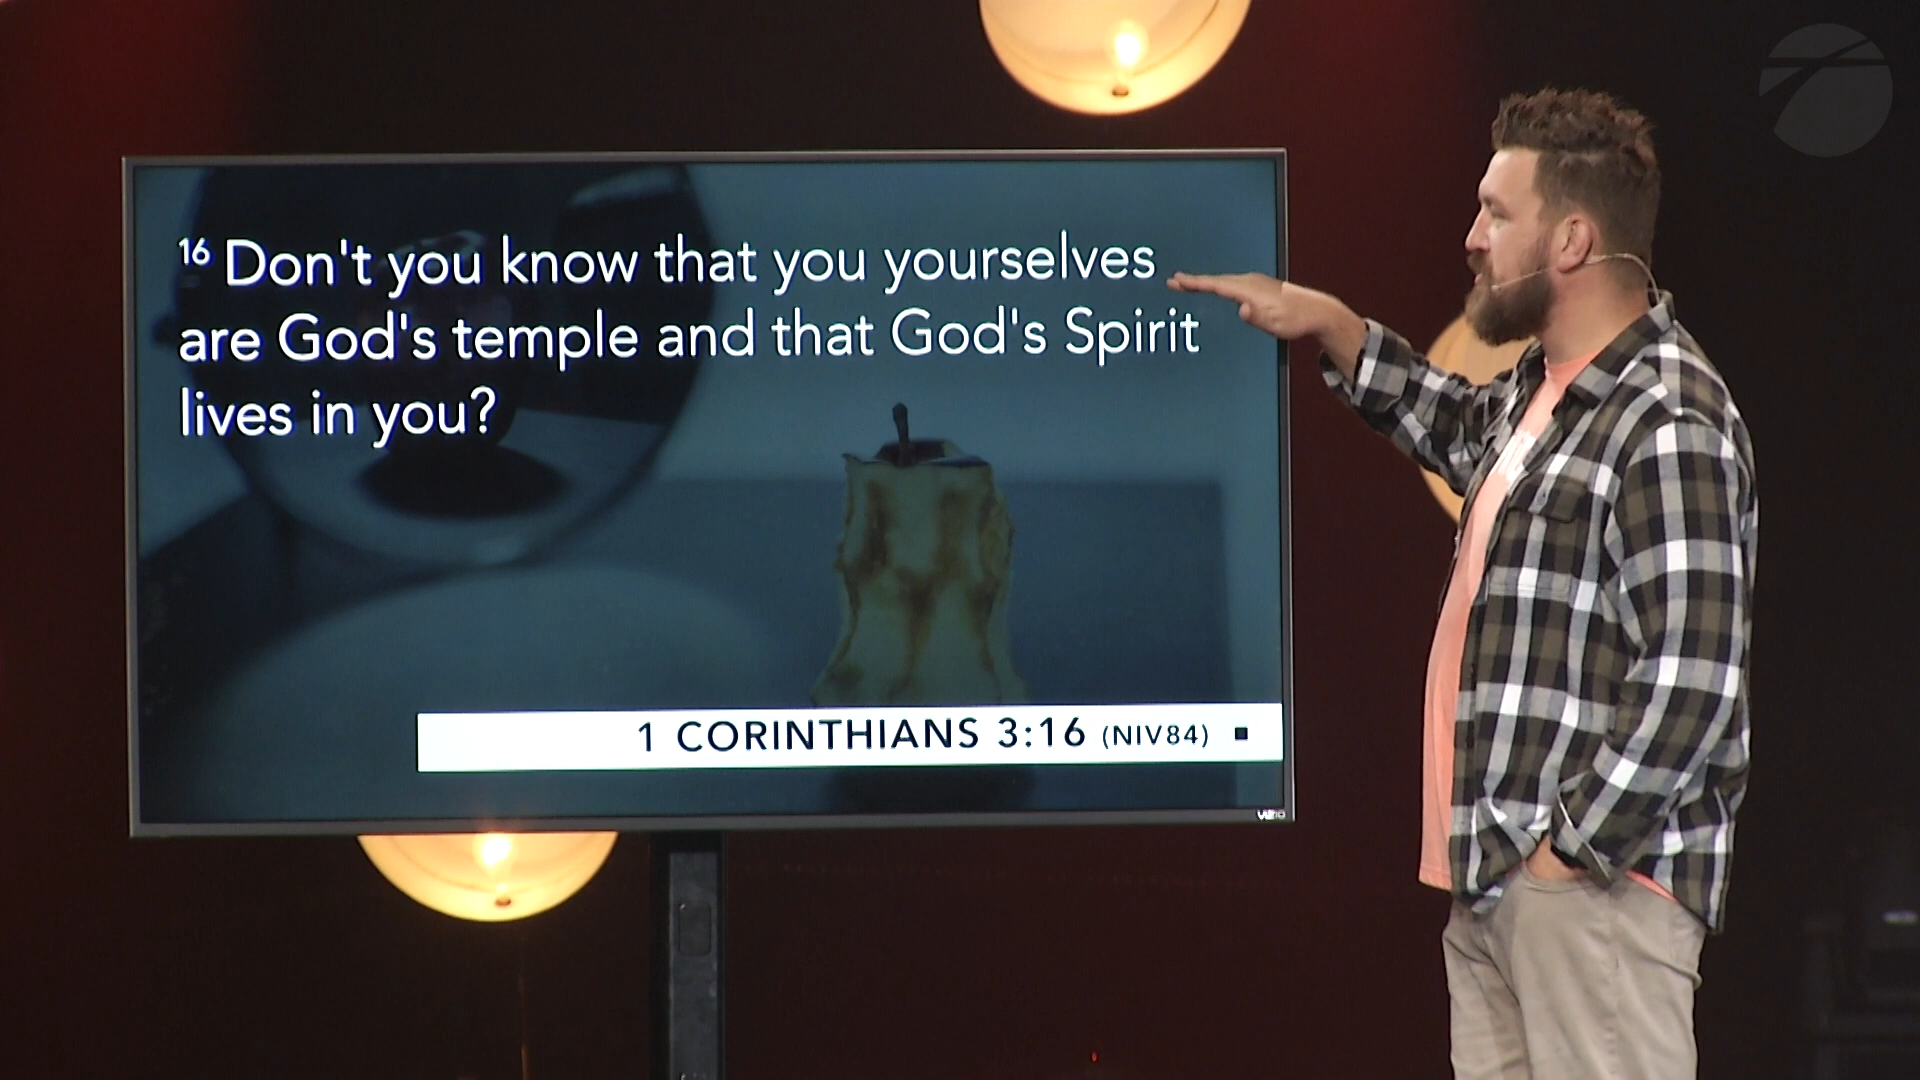 16 Don't you know that you yourselves
are God's temple and that God's Spirit
lives in you?
1 CORINTHIANS 3:16 (NIV84)
VIZIO